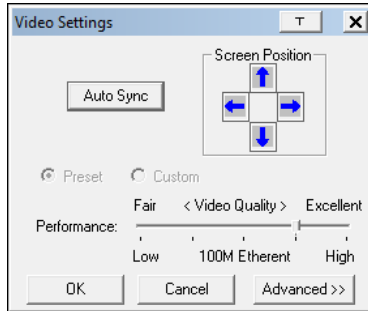 Video Settings
T
X
Auto Sync
Screen Position
Preset
Custom
Fair < Video Quality > Excellent
Performance:
Low 100M Etherent High
OK
Cancel
Advanced >>